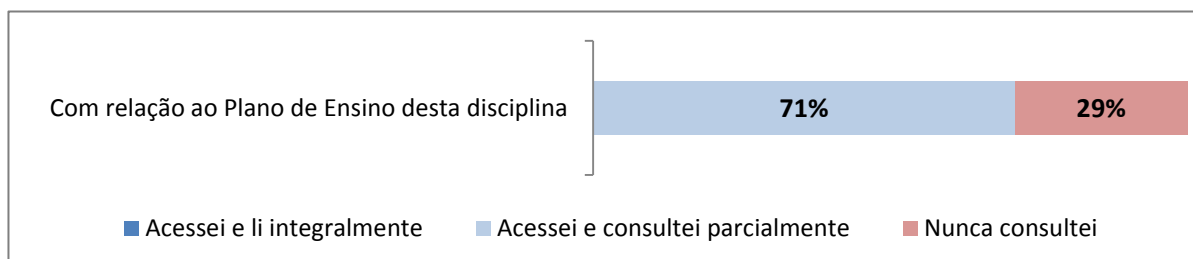 Com relação ao Plano de Ensino desta disciplina
71%
29%
Acessei e li integralmente
Acessei e consultei parcialmente
Nunca consultei